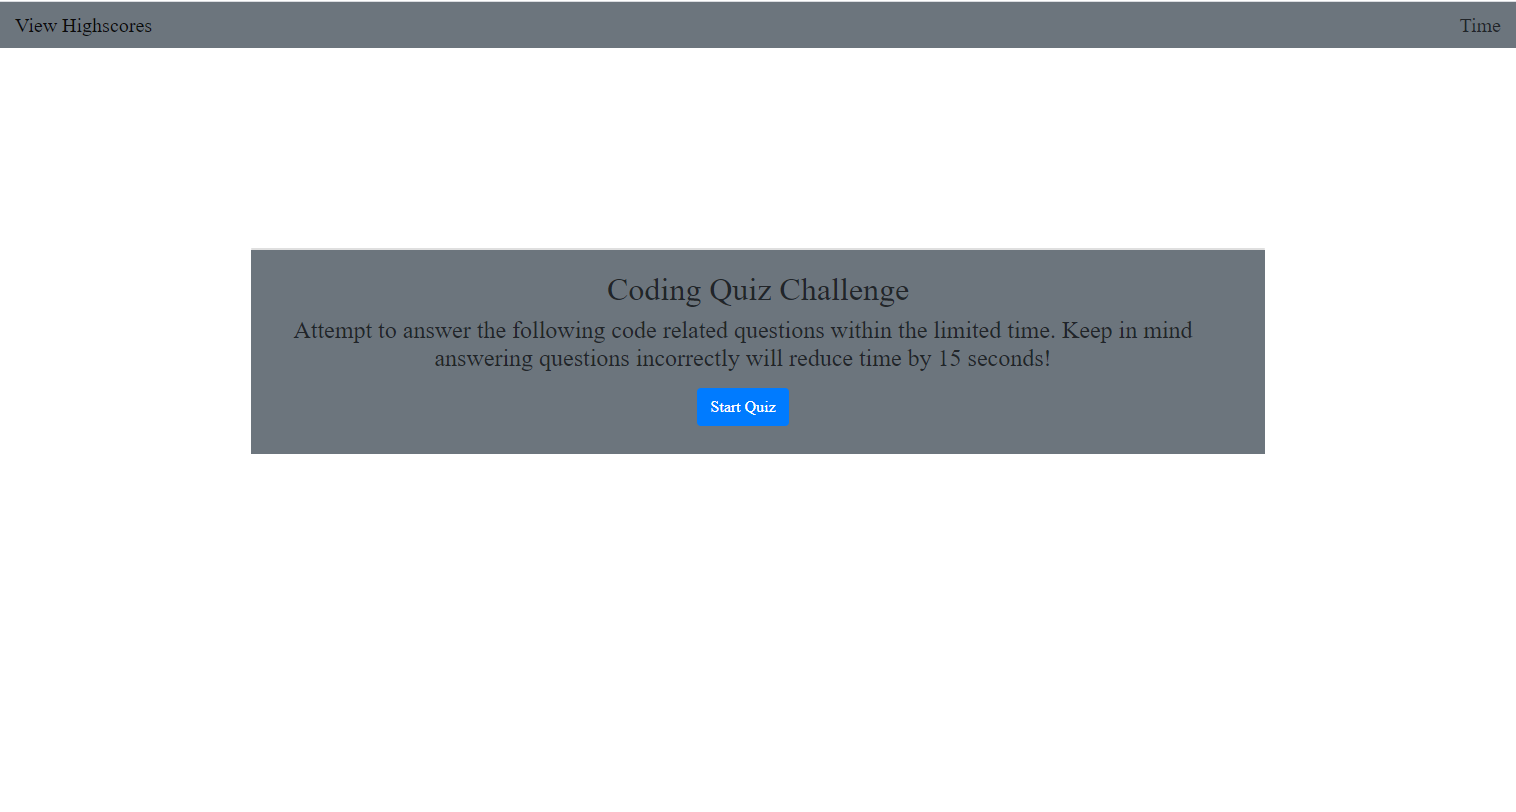 View Highscores
Time
Coding Quiz Challenge
Attempt to answer the following code related questions within the limited time. Keep in mind
answering questions incorrectly will reduce time by 15 seconds!
Start Quiz